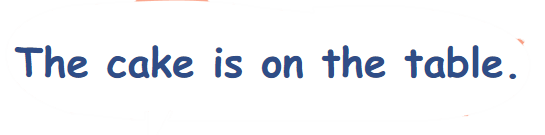 The cake is on the table.